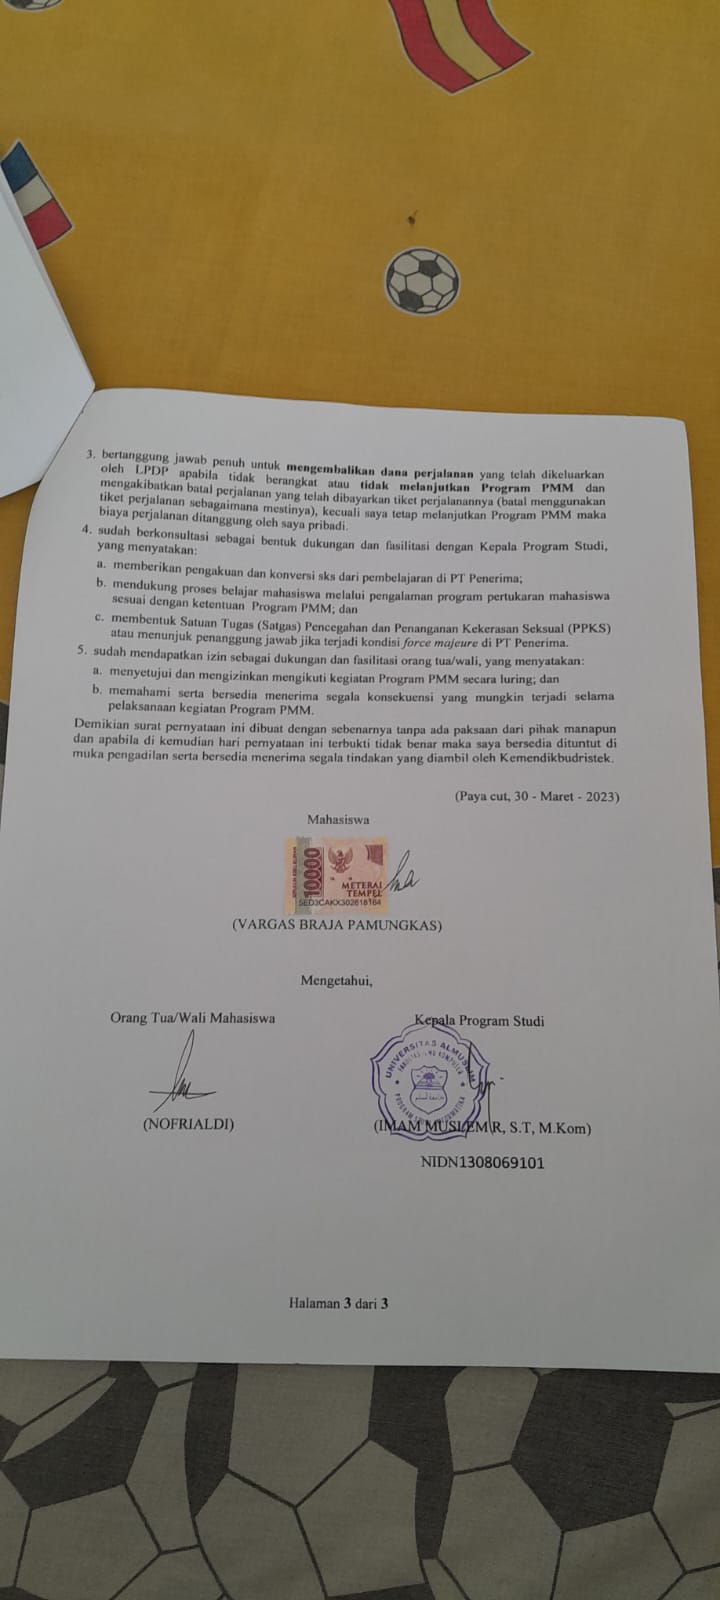 3. bertanggung jawab penuh untuk mengembalikan dana perjalanan yang telah dikeluarkan
oleh LPDP apabila tidak berangkat atau tidak melanjutkan Program PMM dan
mengakibatkan batal perjalanan yang telah dibayarkan tiket perjalanannya (batal menggunakan
tiket perjalanan sebagaimana mestinya), kecuali saya tetap melanjutkan Program PMM maka
biaya perjalanan ditanggung oleh saya pribadi.
4. sudah berkonsultasi sebagai bentuk dukungan dan fasilitasi dengan Kepala Program Studi,
yang menyatakan:
a. memberikan pengakuan dan konversi sks dari pembelajaran di PT Penerima;
b. mendukung proses belajar mahasiswa melalui pengalaman program pertukaran mahasiswa
sesuai dengan ketentuan Program PMM; dan
c. membentuk Satuan Tugas (Satgas) Pencegahan dan Penanganan Kekerasan Seksual (PPKS)
atau menunjuk penanggung jawab jika terjadi kondisi force majeure di PT Penerima.
5. sudah mendapatkan izin sebagai dukungan dan fasilitasi orang tua/wali, yang menyatakan:
a. menyetujui dan mengizinkan mengikuti kegiatan Program PMM secara luring; dan
b. memahami serta bersedia menerima segala konsekuensi yang mungkin terjadi selama
pelaksanaan kegiatan Program PMM.
Demikian surat pernyataan ini dibuat dengan sebenarnya tanpa ada paksaan dari pihak manapun
dan apabila di kemudian hari pernyataan ini terbukti tidak benar maka saya bersedia dituntut di
muka pengadilan serta bersedia menerima segala tindakan yang diambil oleh Kemendikbudristek.
(Paya cut, 30 - Maret - 2023)
Mahasiswa
10000
METERAI
TEMPEL
5ED3CAKX302618164
(VARGAS BRAJA PAMUNGKAS)
Mengetahui,
Orang Tua/Wali Mahasiswa
Kepala Program Studi
UNIVERSITAS ALMUSLIM
(NOFRIALDI)
(IMAM MUSLEM R, S.T, M.Kom)
NIDN1308069101
Halaman 3 dari 3